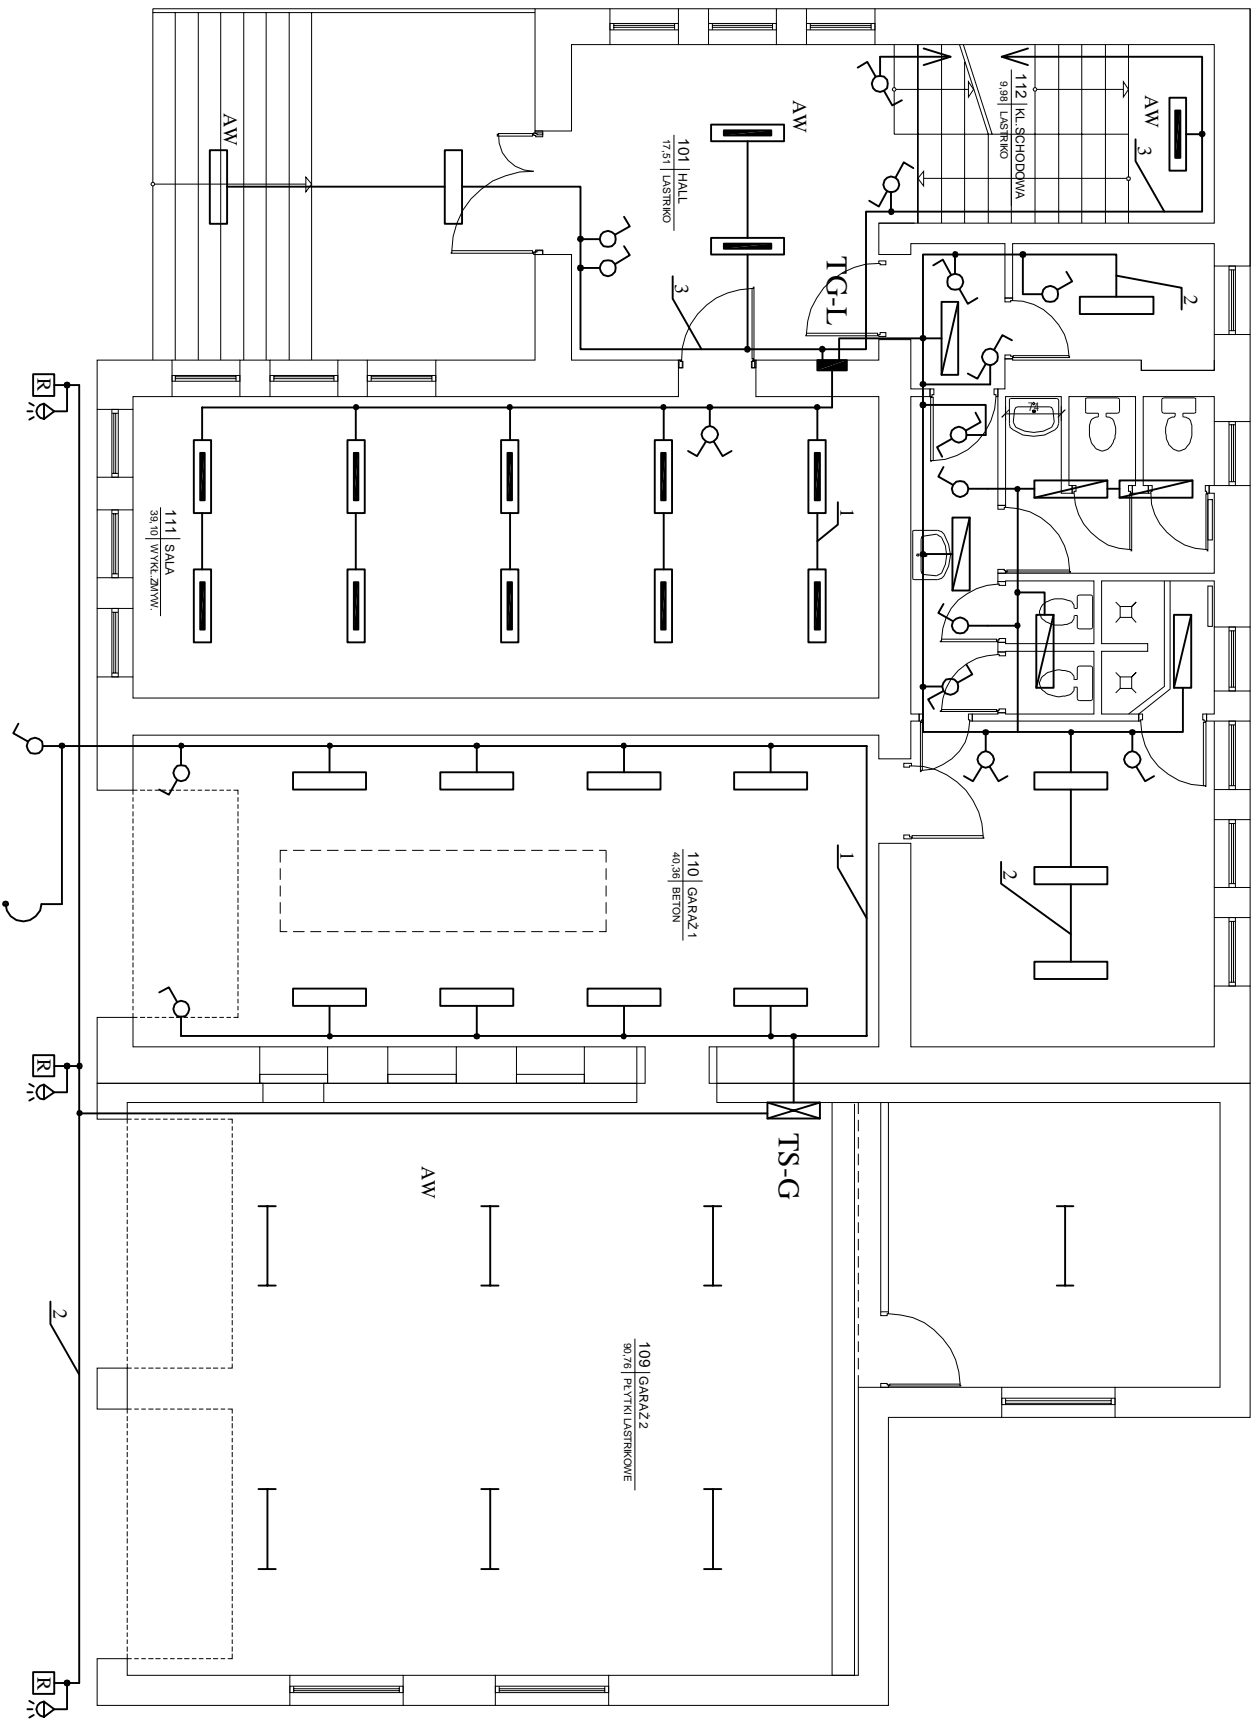 112 KL.SCHODOWA
9,98 LASTRIKO
AW
3
AW
101 HALL
17,51 LASTRIKO
AW
TG-L
3
2
1
111 SALA
39,10 WYKŁ.ZMYW.
110 GARAŻ 1
40,36 BETON
1
2
R
R
R
TS-G
AW
109 GARAŻ 2
90,76 PŁYTKI LASTRIKOWE
2